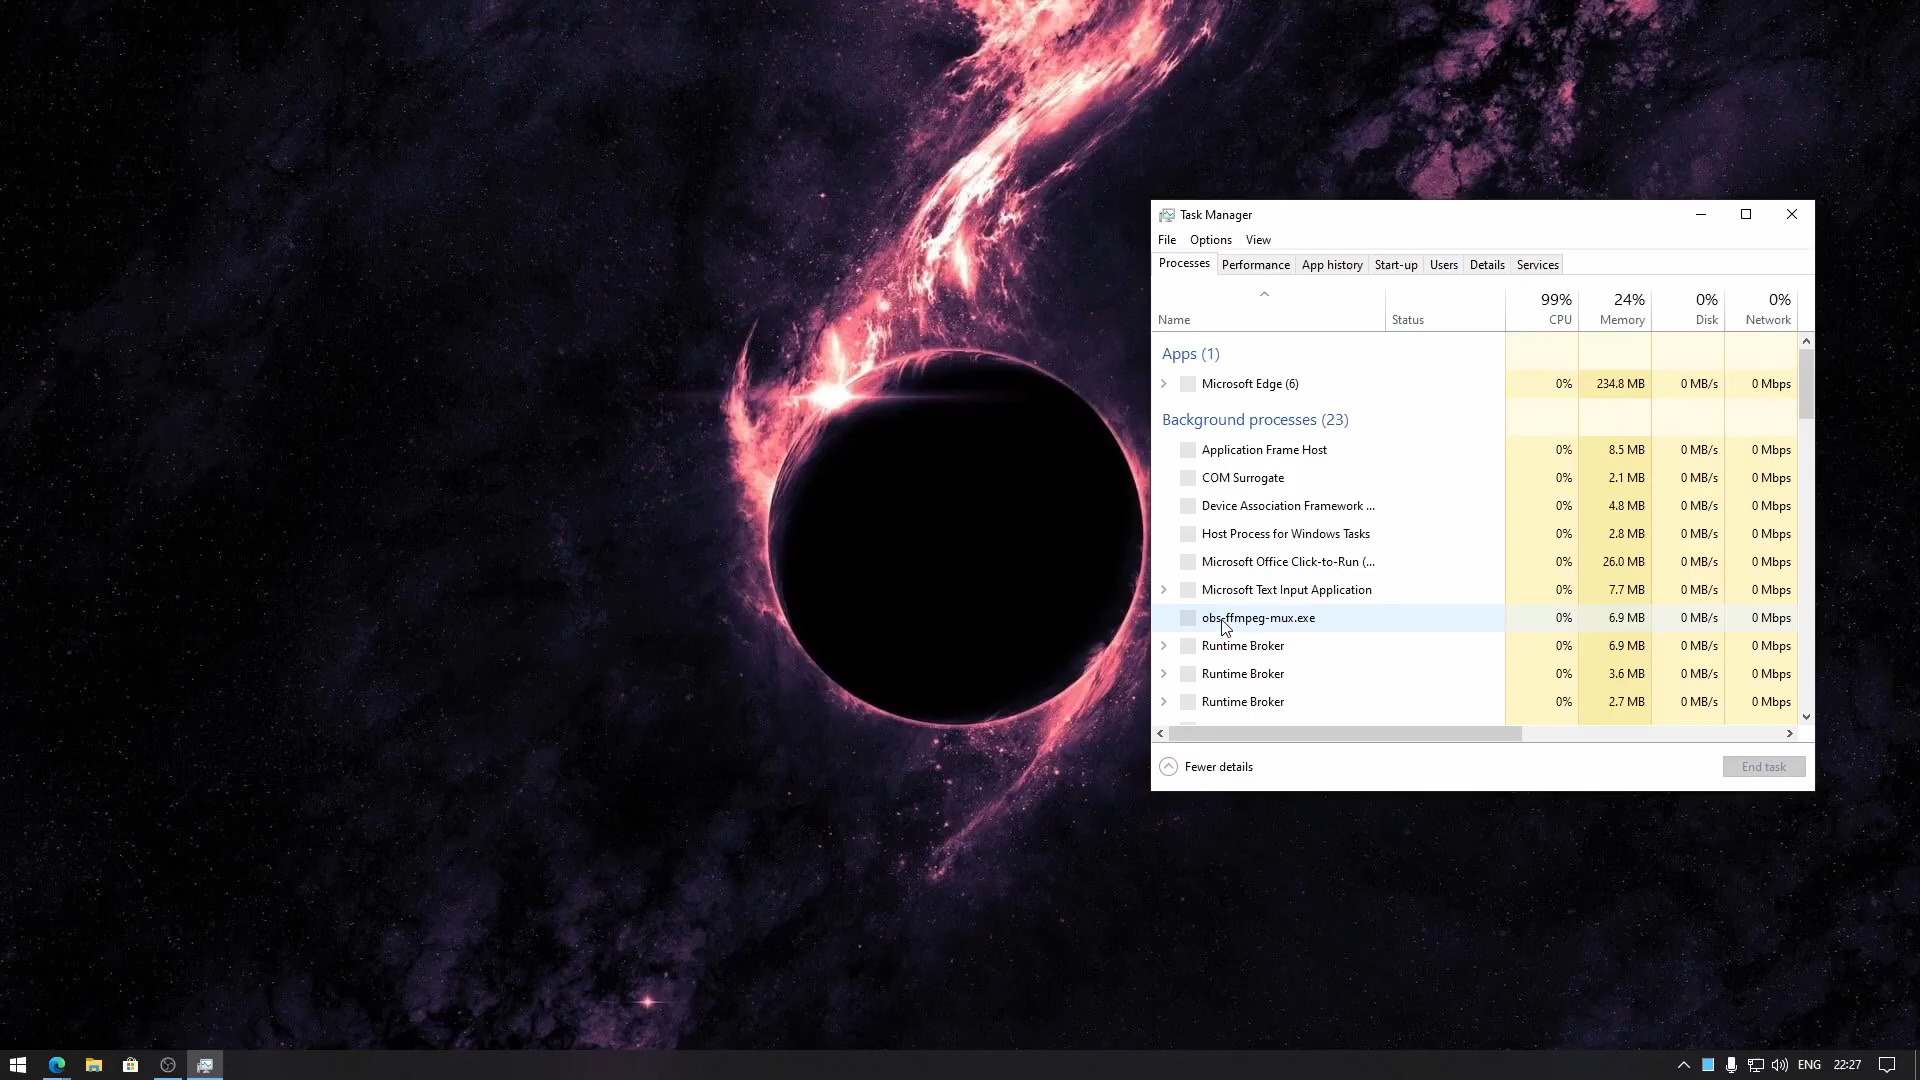 Task Manager
File Options View
Processes Performance App history Start-up Users Details Services
99% 24% 0% 0%
Name Status CPU Memory Disk Network
Apps (1)
Microsoft Edge (6) 0% 234.8 MB 0 MB/s 0 Mbps
Background processes (23)
Application Frame Host 0% 8.5 MB 0 MB/s 0 Mbps
COM Surrogate 0% 2.1 MB 0 MB/s 0 Mbps
Device Association Framework ... 0% 4.8 MB 0 MB/s 0 Mbps
Host Process for Windows Tasks 0% 2.8 MB 0 MB/s 0 Mbps
Microsoft Office Click-to-Run (... 0% 26.0 MB 0 MB/s 0 Mbps
Microsoft Text Input Application 0% 7.7 MB 0 MB/s 0 Mbps
obs-ffmpeg-mux.exe 0% 6.9 MB 0 MB/s 0 Mbps
Runtime Broker 0% 6.9 MB 0 MB/s 0 Mbps
Runtime Broker 0% 3.6 MB 0 MB/s 0 Mbps
Runtime Broker 0% 2.7 MB 0 MB/s 0 Mbps
Fewer details End task
ENG 22:27